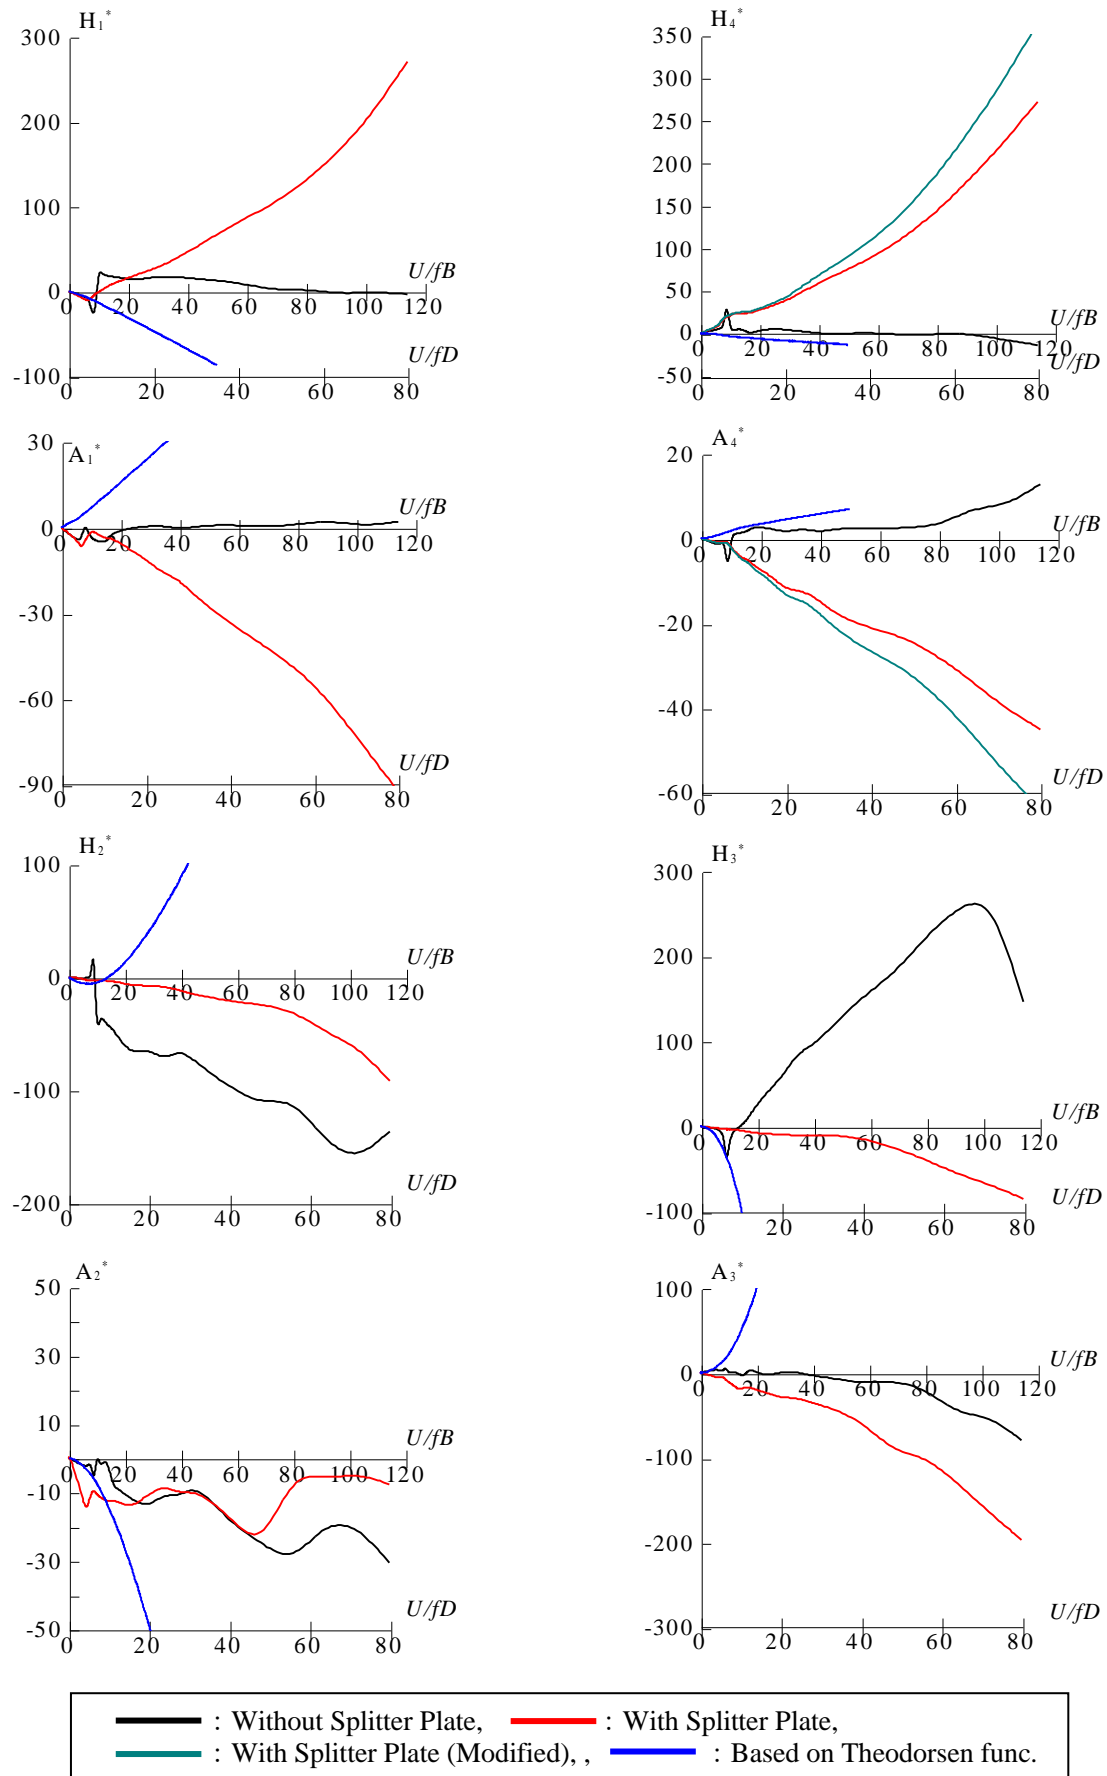 H1*
300
200
100
0
-100
U/fB
0 20 40 60 80 100 120
U/fD
0 20 40 60 80
H4*
350
300
250
200
150
100
50
0
-50
U/fB
0 20 40 60 80 100 120
U/fD
0 20 40 60 80
A1*
30
0
-30
-60
-90
U/fB
0 20 40 60 80 100 120
U/fD
0 20 40 60 80
A4*
20
0
-20
-40
-60
U/fB
0 20 40 60 80 100 120
U/fD
0 20 40 60 80
H2*
100
0
-100
-200
U/fB
0 20 40 60 80 100 120
U/fD
0 20 40 60 80
H3*
300
200
100
0
-100
U/fB
0 20 40 60 80 100 120
U/fD
0 20 40 60 80
A2*
50
30
10
-10
-30
-50
U/fB
0 20 40 60 80 100 120
U/fD
0 20 40 60 80
A3*
100
0
-100
-200
-300
U/fB
0 20 40 60 80 100 120
U/fD
0 20 40 60 80
: Without Splitter Plate, : With Splitter Plate,
: With Splitter Plate (Modified), , : Based on Theodorsen func.